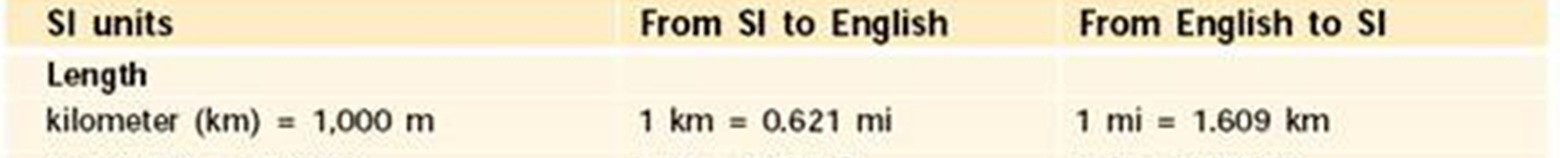 SI units From SI to English From English to SI
Length
kilometer (km) = 1,000 m 1 km = 0.621 mi 1 mi = 1.609 km